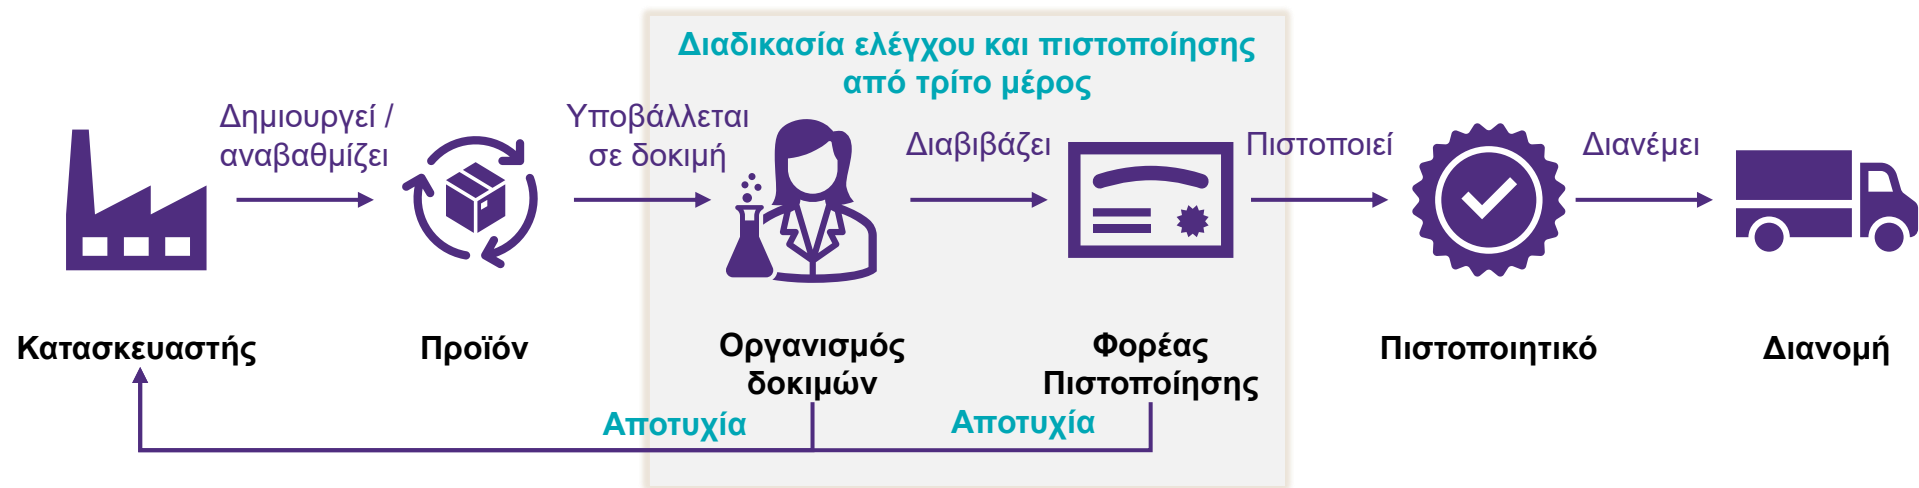 Διαδικασία ελέγχου και πιστοποίησης
από τρίτο μέρος
Δημιουργεί /
αναβαθμίζει
Υποβάλλεται
σε δοκιμή
Διαβιβάζει
Πιστοποιεί
Διανέμει
Κατασκευαστής
Προϊόν
Οργανισμός
δοκιμών
Φορέας
Πιστοποίησης
Πιστοποιητικό
Διανομή
Αποτυχία
Αποτυχία